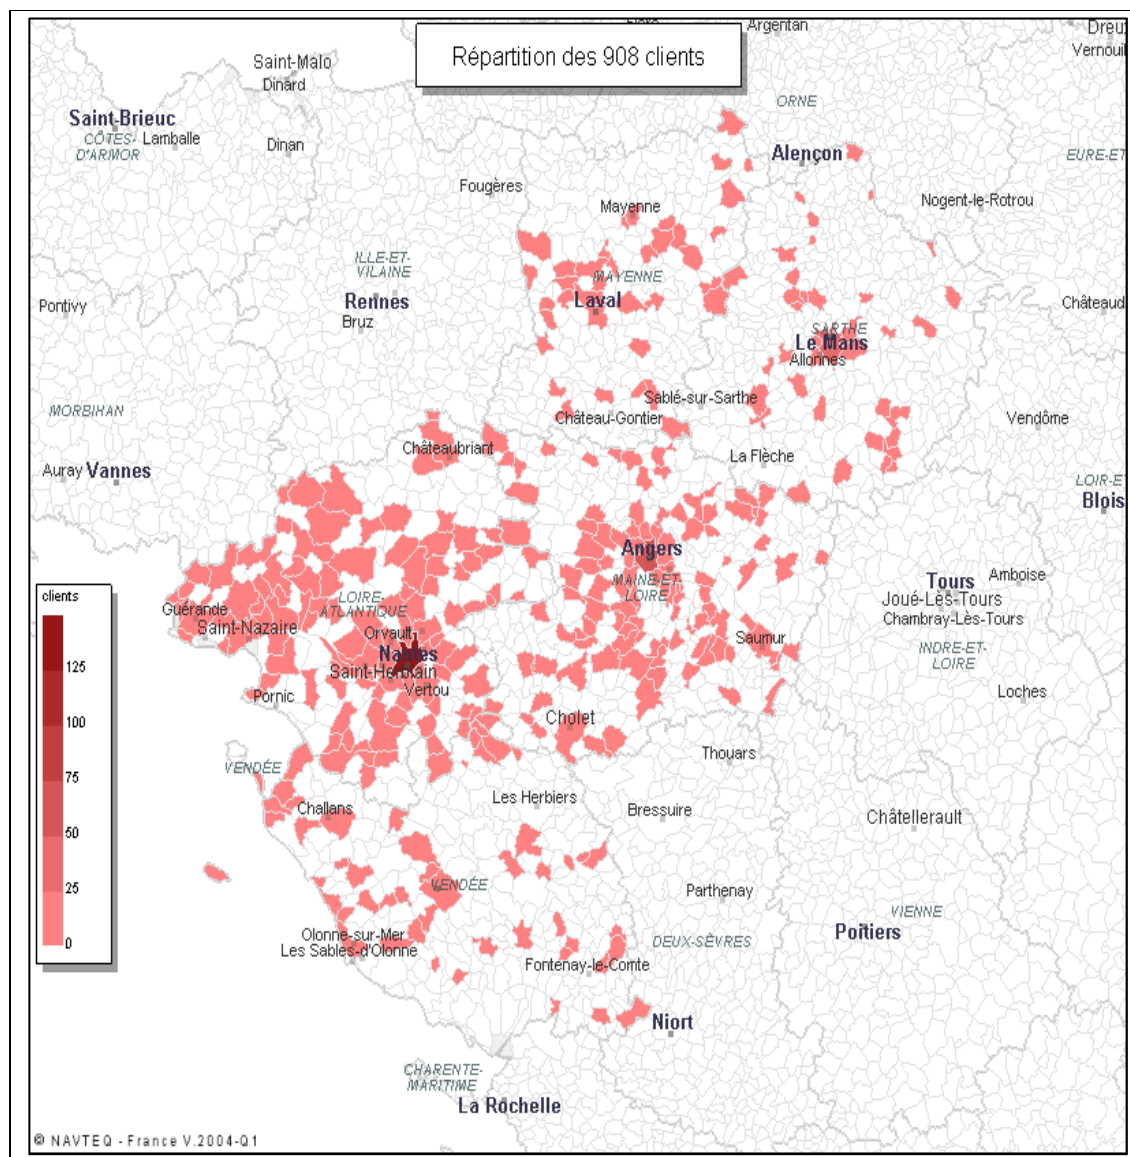 Argentan
Dreux
Répartition des 908 clients
Vernouil
Saint-Malo
Dinard
ORNE
Saint-Brieuc
CÔTES-
D'ARMOR
Lamballe
Dinan
Alençon
EURE-ET
Fougères
Nogent-le-Rotrou
Mayenne
ILLE-ET-
VILAINE
MAYENNE
Pontivy
Rennes
Laval
Châteaud
Bruz
SARTHE
Le Mans
Allonnes
MORBIHAN
Sablé-sur-Sarthe
Château-Gontier
Vendôme
Châteaubriant
La Flèche
Auray
Vannes
LOIR-ET
Blois
Angers
Tours
Amboise
MAINE-ET-
LOIRE
clients
LOIRE-
ATLANTIQUE
Joué-Lès-Tours
Guérande
Chambray-Lès-Tours
Saint-Nazaire
Orvault
Saumur
Nantes
INDRE-ET-
LOIRE
125
Saint-Herblain
Vertou
Pornic
Loches
Cholet
100
Thouars
VENDÉE
75
Les Herbiers
Challans
Bressuire
Châtellerault
50
25
VENDÉE
Parthenay
VIENNE
Olonne-sur-Mer
Poitiers
0
Les Sables-d'Olonne
DEUX-SÈVRES
Fontenay-le-Comte
Niort
CHARENTE-
MARITIME
La Rochelle
© NAVTEQ - France V.2004-Q1